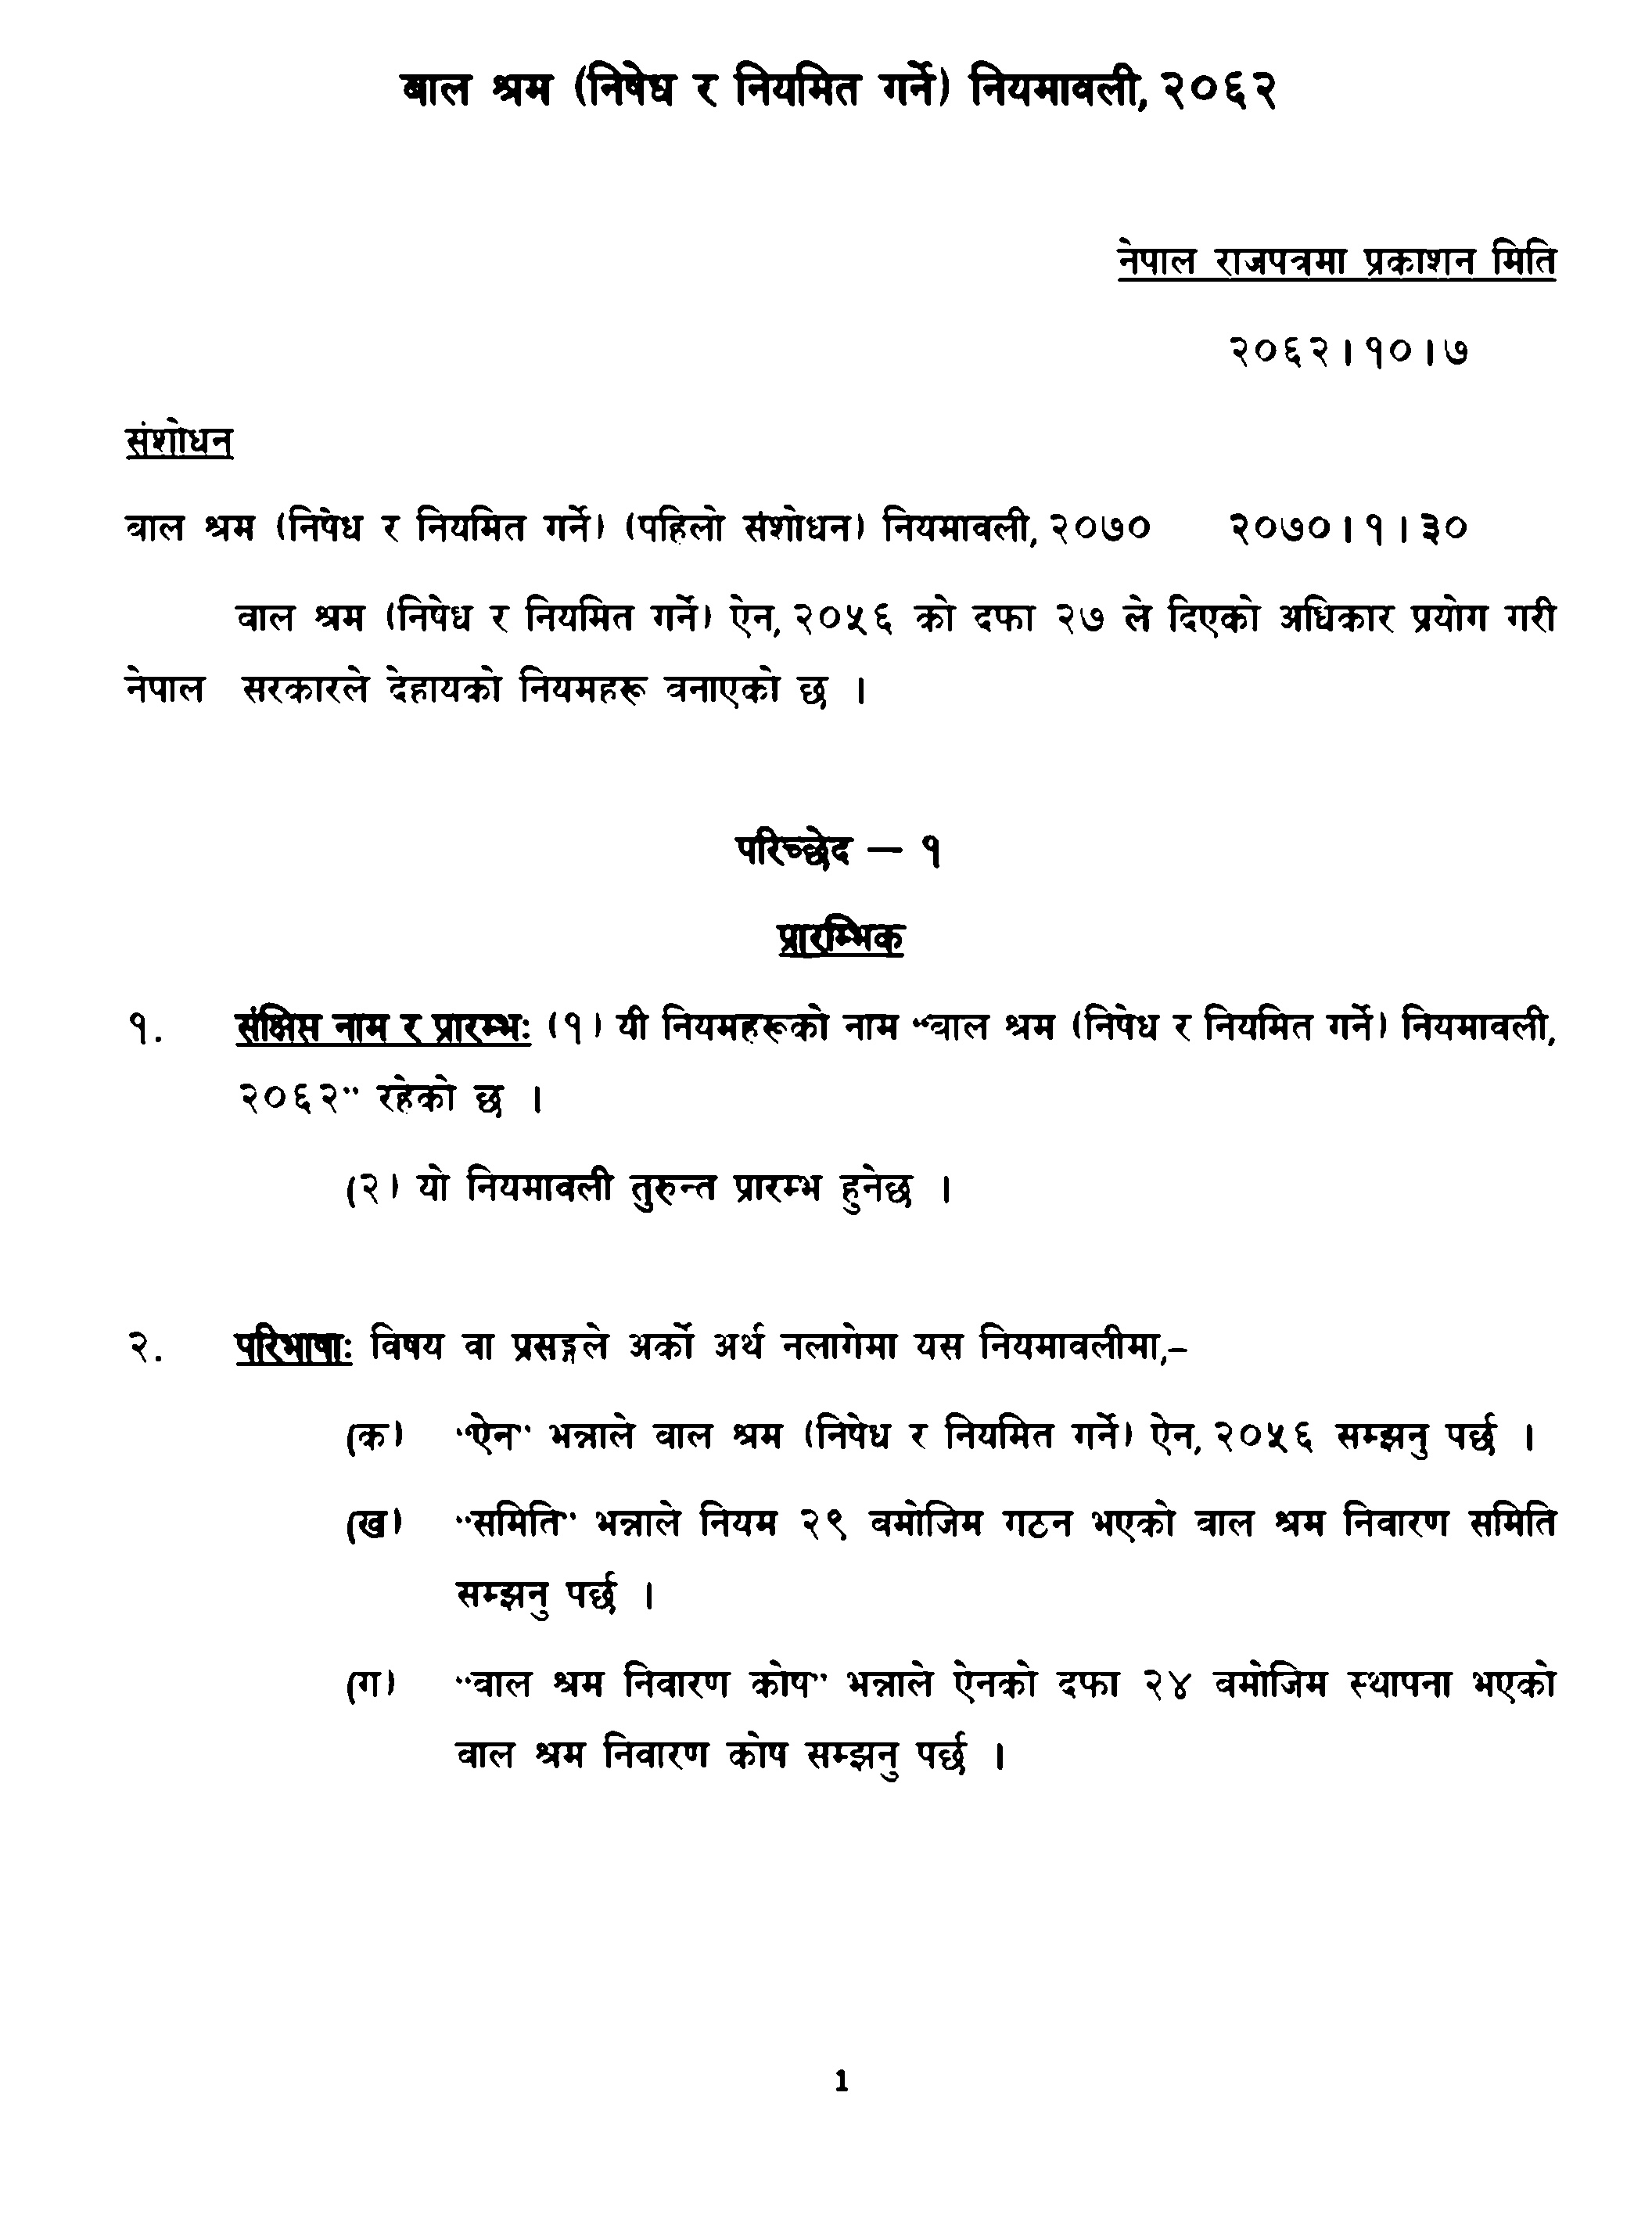 बाल श्रम (निषेध र नियमित गर्ने) नियमावली, २०६२
नेपाल राजपत्रमा प्रकाशन मिति
२०६२।१०।७
संशोधन
बाल श्रम (निषेध र नियमित गर्ने) (पहिलो संशोधन) नियमावली, २०७० २०७०।१।३०
बाल श्रम (निषेध र नियमित गर्ने) ऐन, २०५६ को दफा २७ ले दिएको अधिकार प्रयोग गरी
नेपाल सरकारले देहायको नियमहरू बनाएको छ ।
परिच्छेद – १
प्रारम्भिक
१. संक्षिप्त नाम र प्रारम्भः (१) यी नियमहरूको नाम “बाल श्रम (निषेध र नियमित गर्ने) नियमावली,
२०६२” रहेको छ ।
(२) यो नियमावली तुरुन्त प्रारम्भ हुनेछ ।
२. परिभाषाः विषय वा प्रसङ्गले अर्को अर्थ नलागेमा यस नियमावलीमा,–
(क) “ऐन” भन्नाले बाल श्रम (निषेध र नियमित गर्ने) ऐन, २०५६ सम्झनु पर्छ ।
(ख) “समिति” भन्नाले नियम २९ बमोजिम गठन भएको बाल श्रम निवारण समिति
सम्झनु पर्छ ।
(ग) “बाल श्रम निवारण कोष” भन्नाले ऐनको दफा २४ बमोजिम स्थापना भएको
बाल श्रम निवारण कोष सम्झनु पर्छ ।
1